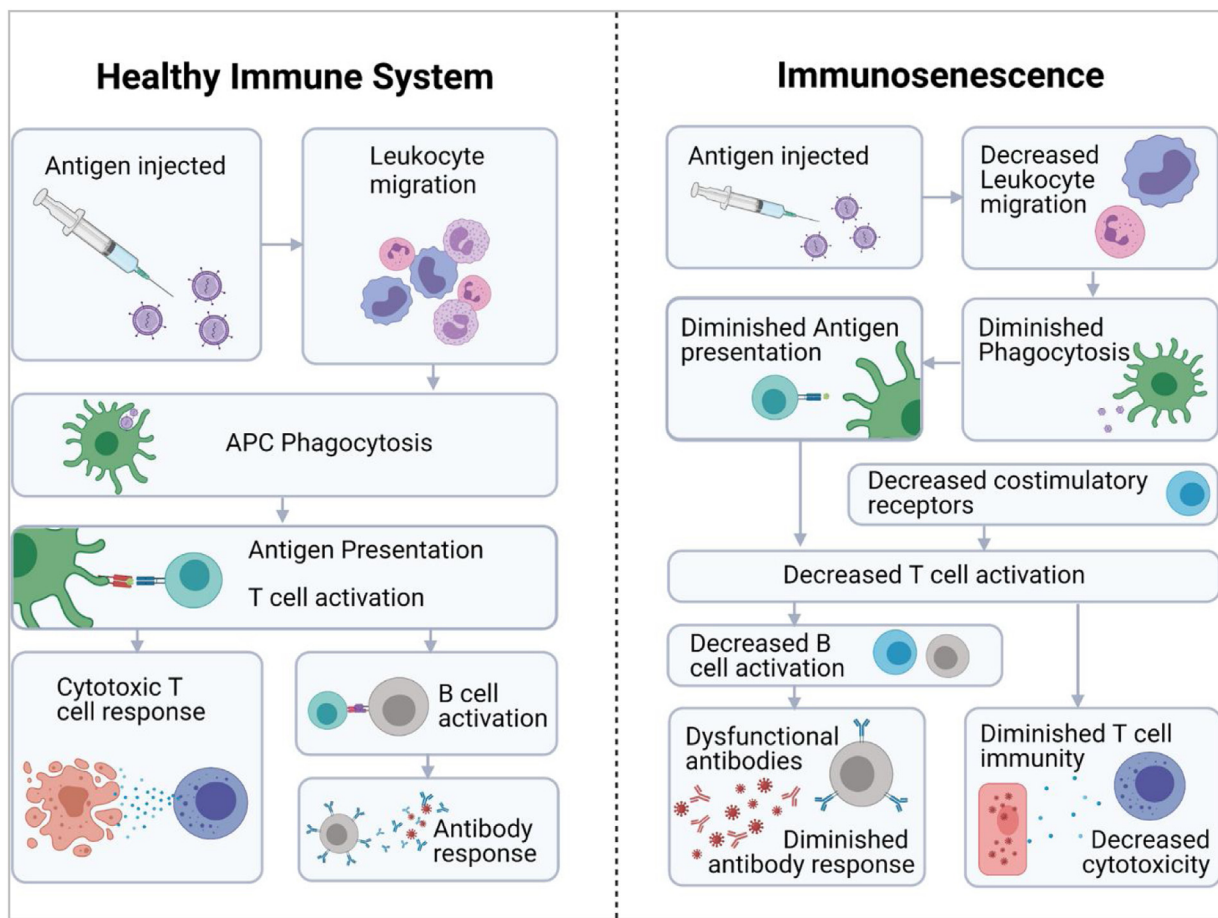 Healthy Immune System
Antigen injected
Leukocyte
migration
APC Phagocytosis
Antigen Presentation
T cell activation
Cytotoxic T
cell response
B cell
activation
Antibody
response
Immunosenescence
Antigen injected
Decreased
Leukocyte
migration
Diminished Antigen
presentation
Diminished
Phagocytosis
Decreased costimulatory
receptors
Decreased T cell activation
Decreased B
cell activation
Dysfunctional
antibodies
Diminished
antibody response
Diminished T cell
immunity
Decreased
cytotoxicity